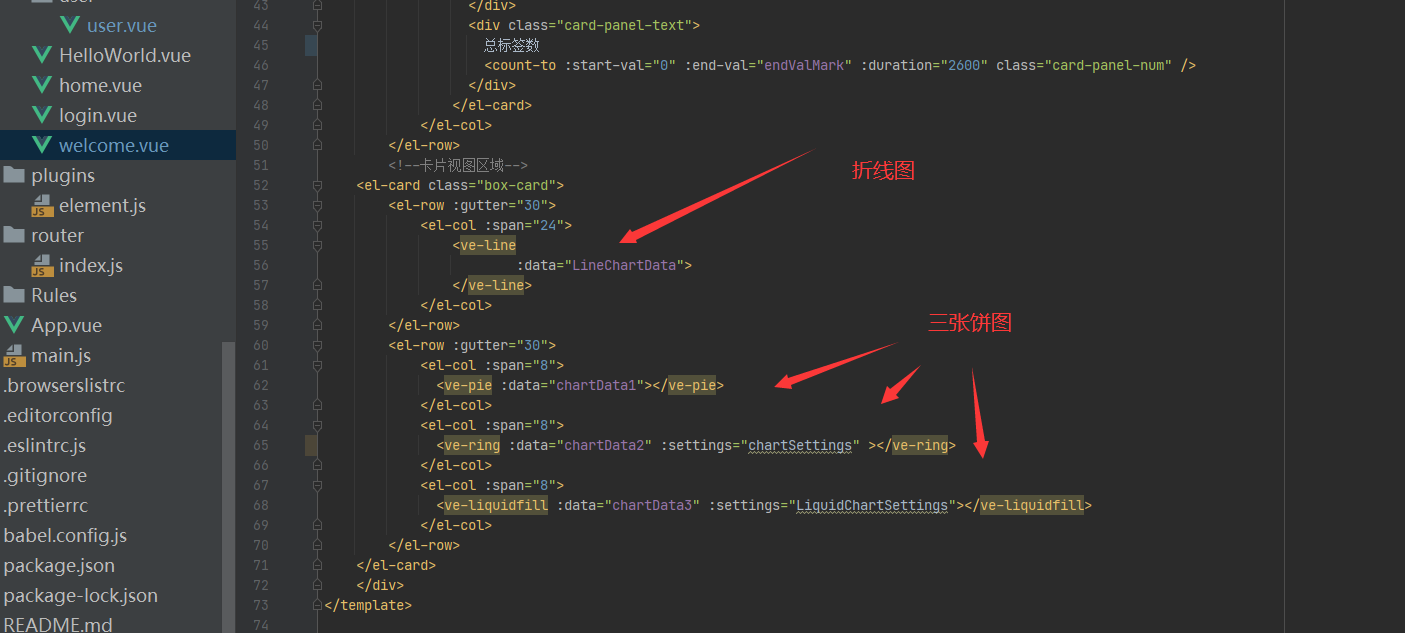 user
user.vue
HelloWorld.vue
home.vue
login.vue
welcome.vue
plugins
element.js
router
index.js
Rules
App.vue
main.js
.browserslistrc
.editorconfig
.eslintrc.js
.gitignore
.prettierrc
babel.config.js
package.json
package-lock.json
README.md
43 </div>
44 <div class="card-panel-text">
45 总标签数
46 <count-to :start-val="0" :end-val="endValMark" :duration="2600" class="card-panel-num" />
47 </div>
48 </el-card>
49 </el-col>
50 </el-row>
51 <!--卡片视图区域-->
52 <el-card class="box-card">
53 <el-row :gutter="30">
54 <el-col :span="24">
55 <ve-line
56 :data="LineChartData">
57 </ve-line>
58 </el-col>
59 </el-row>
60 <el-row :gutter="30">
61 <el-col :span="8">
62 <ve-pie :data="chartData1"></ve-pie>
63 </el-col>
64 <el-col :span="8">
65 <ve-ring :data="chartData2" :settings="chartSettings" ></ve-ring>
66 </el-col>
67 <el-col :span="8">
68 <ve-liquidfill :data="chartData3" :settings="LiquidChartSettings"></ve-liquidfill>
69 </el-col>
70 </el-row>
71 </el-card>
72 </div>
73 </template>
74
折线图
三张饼图